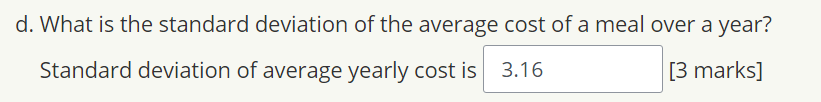 d. What is the standard deviation of the average cost of a meal over a year?
Standard deviation of average yearly cost is 3.16 [3 marks]